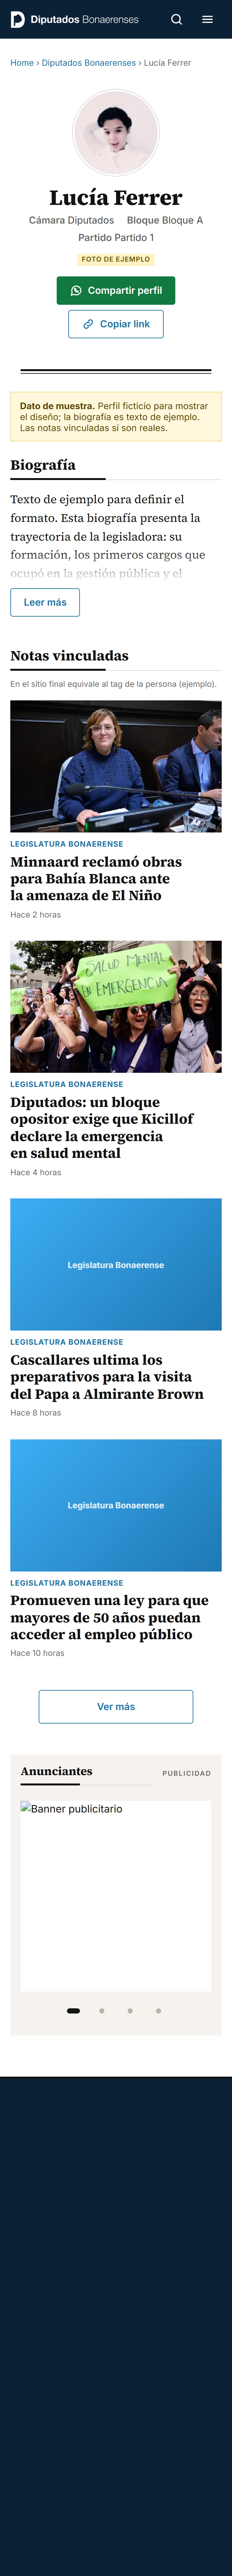 Diputados Bonaerenses
Home › Diputados Bonaerenses › Lucía Ferrer
Lucía Ferrer
Cámara Diputados Bloque Bloque A
Partido Partido 1
FOTO DE EJEMPLO
Compartir perfil
Copiar link
Dato de muestra. Perfil ficticio para mostrar
el diseño; la biografía es texto de ejemplo.
Las notas vinculadas sí son reales.
Biografía
Texto de ejemplo para definir el
formato. Esta biografía presenta la
trayectoria de la legisladora: su
formación, los primeros cargos que
ocupó en la gestión pública y el
Leer más
Notas vinculadas
En el sitio final equivale al tag de la persona (ejemplo).
LEGISLATURA BONAERENSE
Minnaard reclamó obras
para Bahía Blanca ante
la amenaza de El Niño
Hace 2 horas
SALUD MENTAL
EN EMERGENCIA
LEGISLATURA BONAERENSE
Diputados: un bloque
opositor exige que Kicillof
declare la emergencia
en salud mental
Hace 4 horas
Legislatura Bonaerense
LEGISLATURA BONAERENSE
Cascallares ultima los
preparativos para la visita
del Papa a Almirante Brown
Hace 8 horas
Legislatura Bonaerense
LEGISLATURA BONAERENSE
Promueven una ley para que
mayores de 50 años puedan
acceder al empleo público
Hace 10 horas
Ver más
Anunciantes
PUBLICIDAD
Banner publicitario